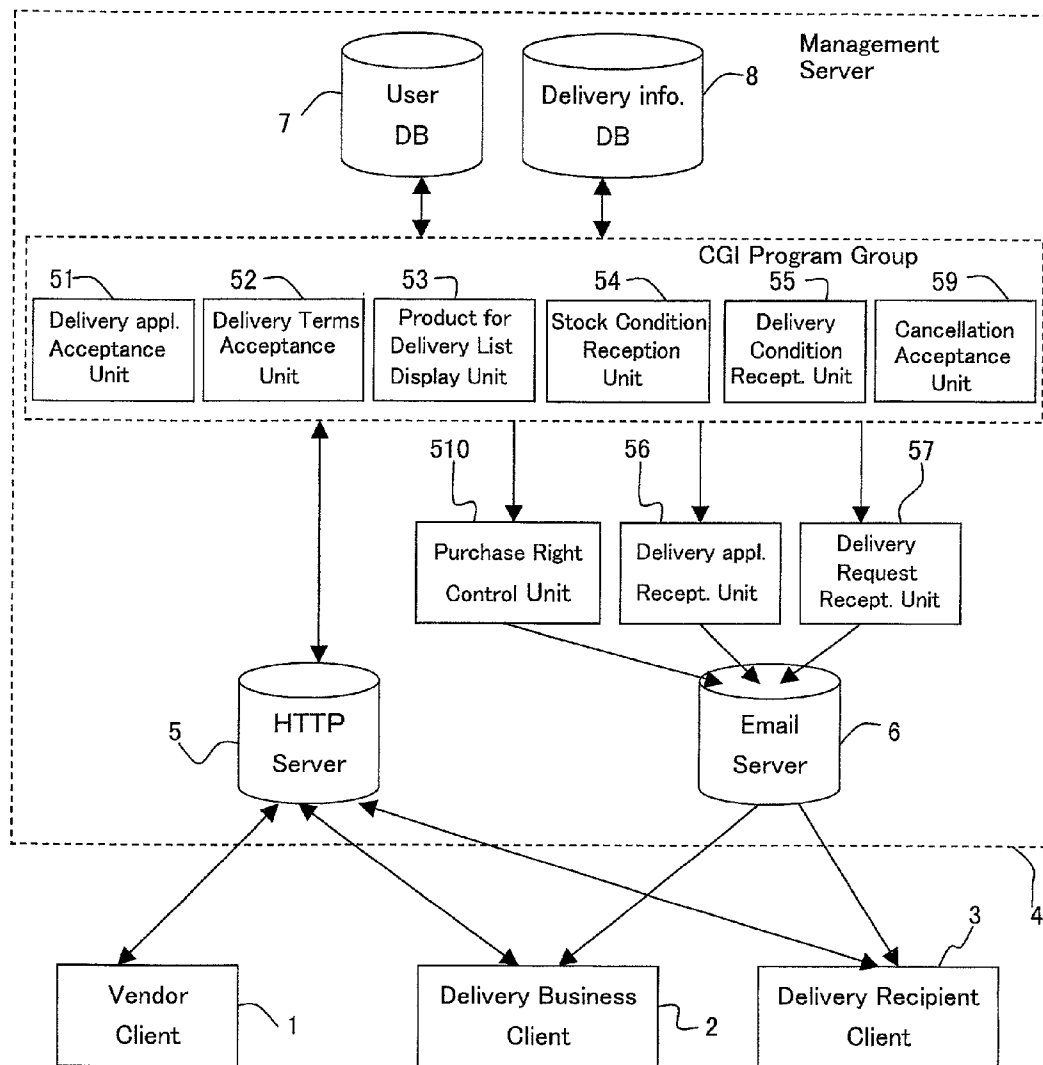 Management
Server
8
User
DB
Delivery info.
DB
7
CGI Program Group
51
52
53
54
55
59
Delivery appl.
Acceptance
Unit
Delivery Terms
Acceptance
Unit
Product for
Delivery List
Display Unit
Stock Condition
Reception
Unit
Delivery
Condition
Recept. Unit
Cancellation
Acceptance
Unit
510
56
57
Purchase Right
Control Unit
Delivery appl.
Recept. Unit
Delivery
Request
Recept. Unit
5
HTTP
Server
Email
Server
6
4
3
Vendor
Client
1
Delivery Business
Client
2
Delivery Recipient
Client